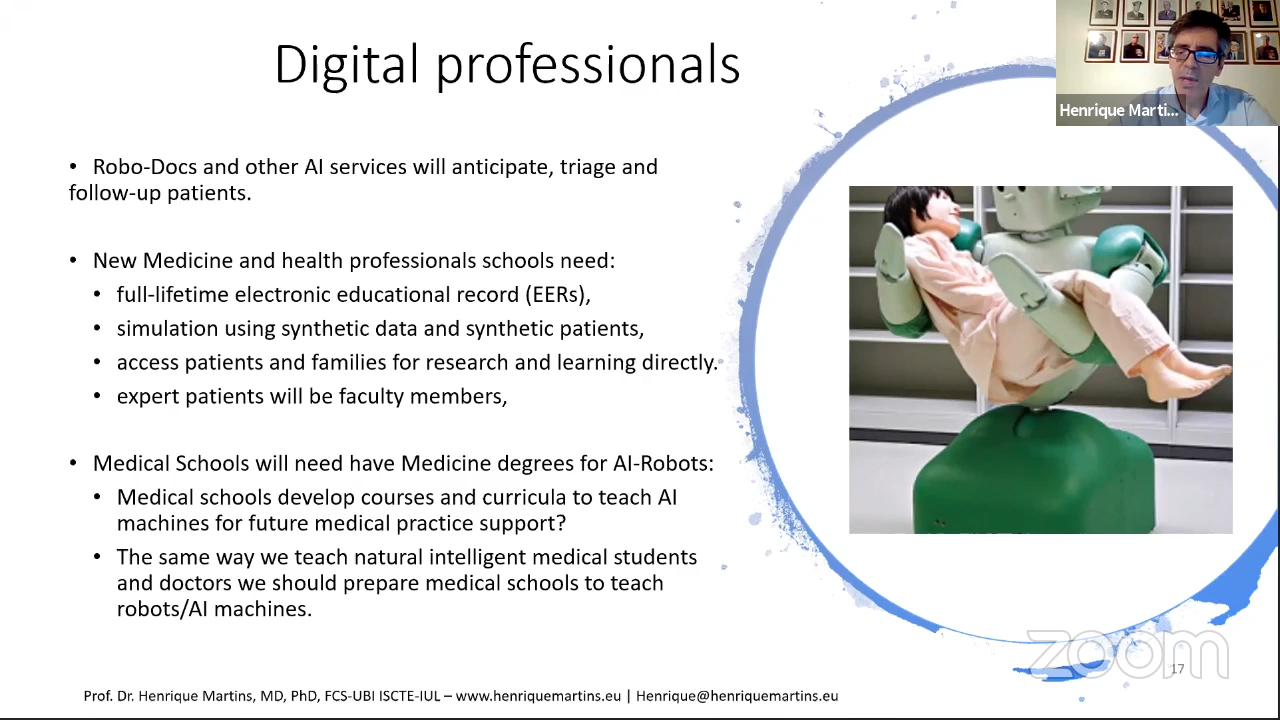 Digital professionals
Henrique Marti...
• Robo-Docs and other AI services will anticipate, triage and
follow-up patients.
• New Medicine and health professionals schools need:
• full-lifetime electronic educational record (EERs),
• simulation using synthetic data and synthetic patients,
• access patients and families for research and learning directly.
• expert patients will be faculty members,
• Medical Schools will need have Medicine degrees for AI-Robots:
• Medical schools develop courses and curricula to teach AI
machines for future medical practice support?
• The same way we teach natural intelligent medical students
and doctors we should prepare medical schools to teach
robots/AI machines.
zoom
17
Prof. Dr. Henrique Martins, MD, PhD, FCS-UBI ISCTE-IUL – www.henriquemartins.eu | Henrique@henriquemartins.eu